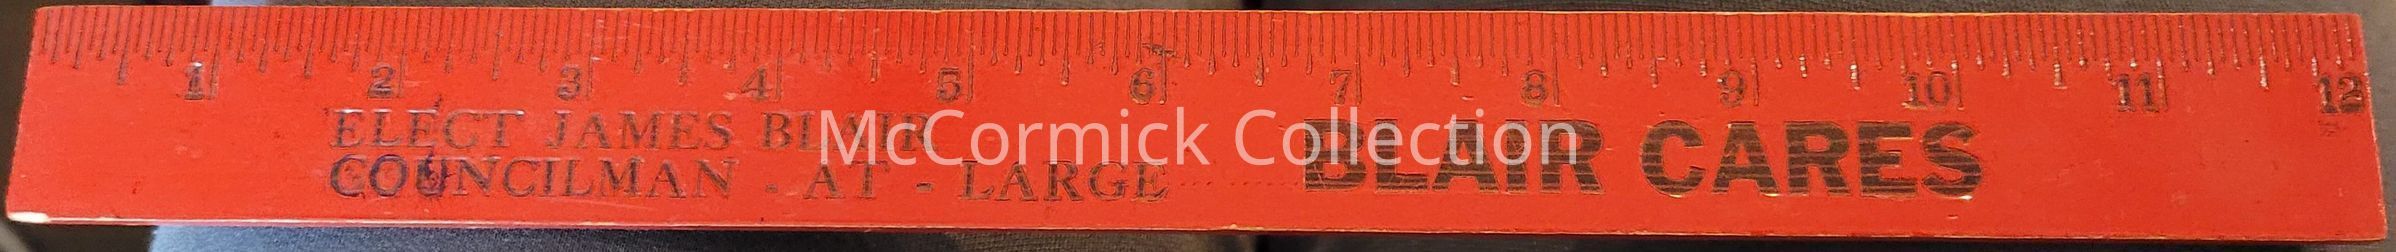 1 2 3 4 5 6 7 8 9 10 11 12
ELECT JAMES BLAIR
COUNCILMAN - AT - LARGE
BLAIR CARES
McCormick Collection